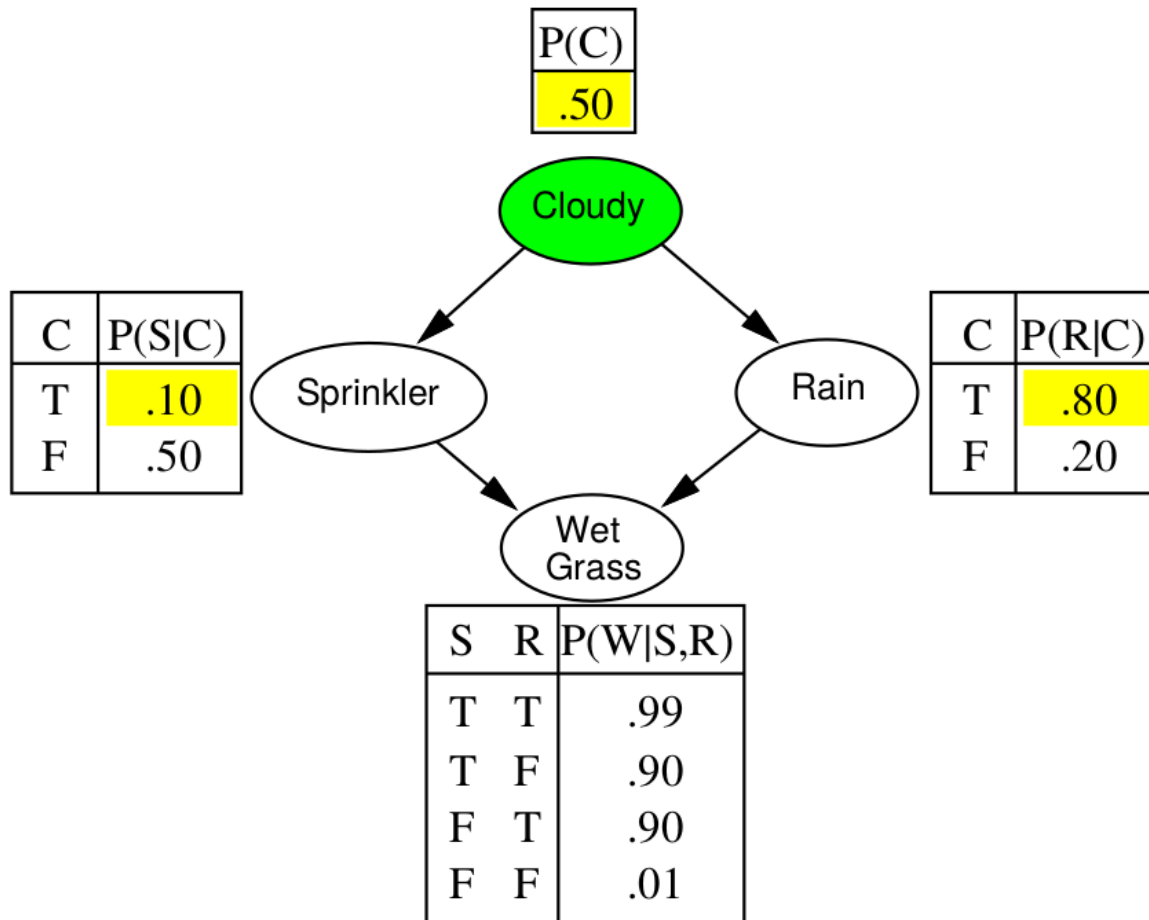 P(C)
.50
Cloudy
C P(S|C)
T .10
F .50
Sprinkler
Rain
C P(R|C)
T .80
F .20
Wet
Grass
S R P(W|S,R)
T T .99
T F .90
F T .90
F F .01